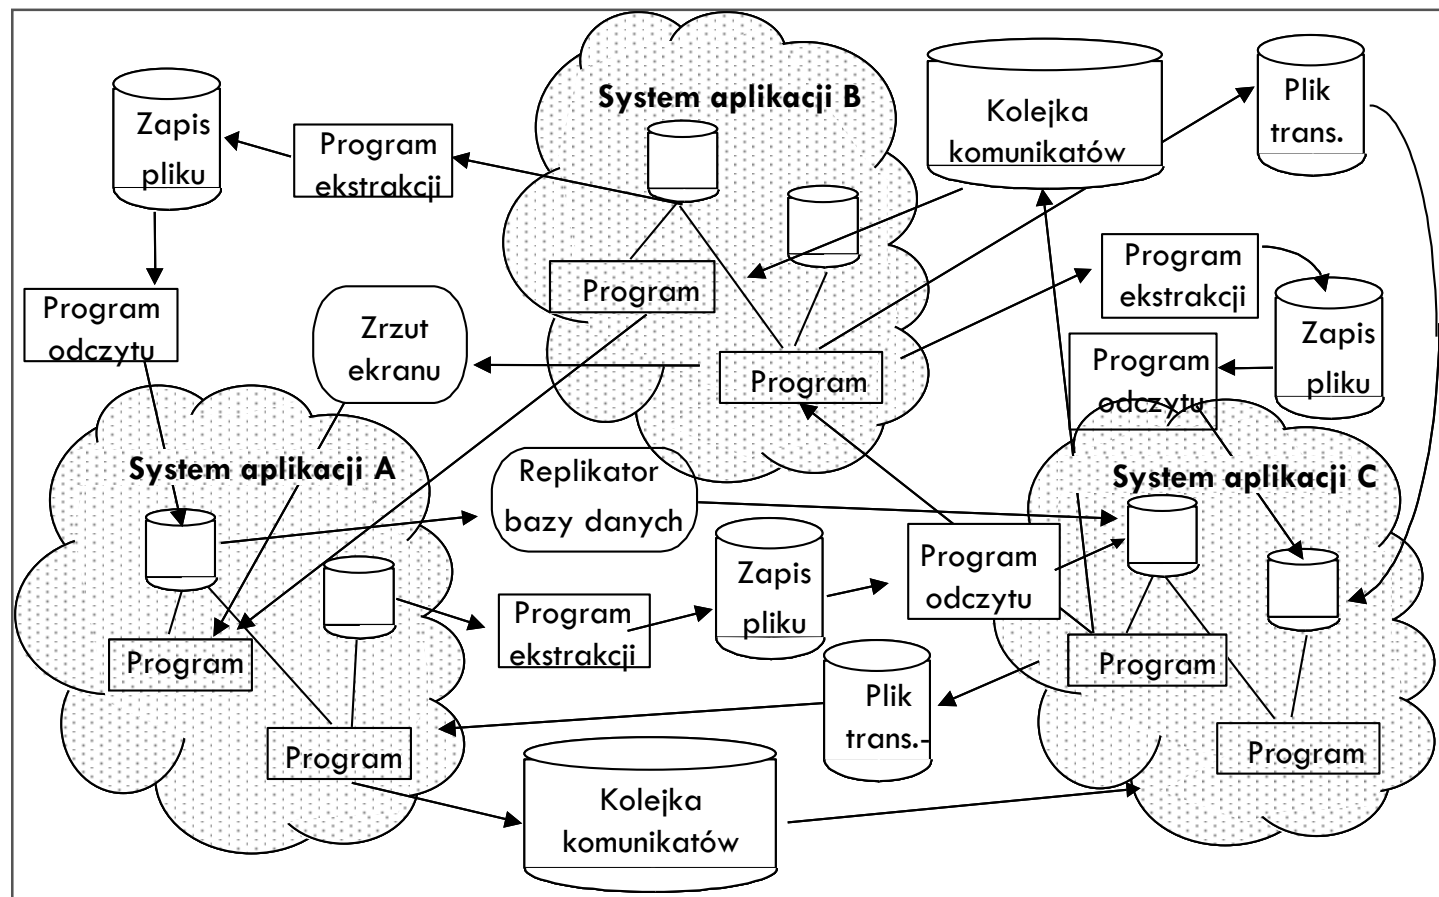 System aplikacji B
Zapis
pliku
Program
ekstrakcji
Kolejka
komunikatów
Plik
trans.
Program
odczytu
Zrzut
ekranu
Program
Program
Program
ekstrakcji
Zapis
pliku
Program
odczytu
System aplikacji A
Replikator
bazy danych
System aplikacji C
Program
Program
Program
ekstrakcji
Zapis
pliku
Program
odczytu
Plik
trans.-
Program
Program
Kolejka
komunikatów